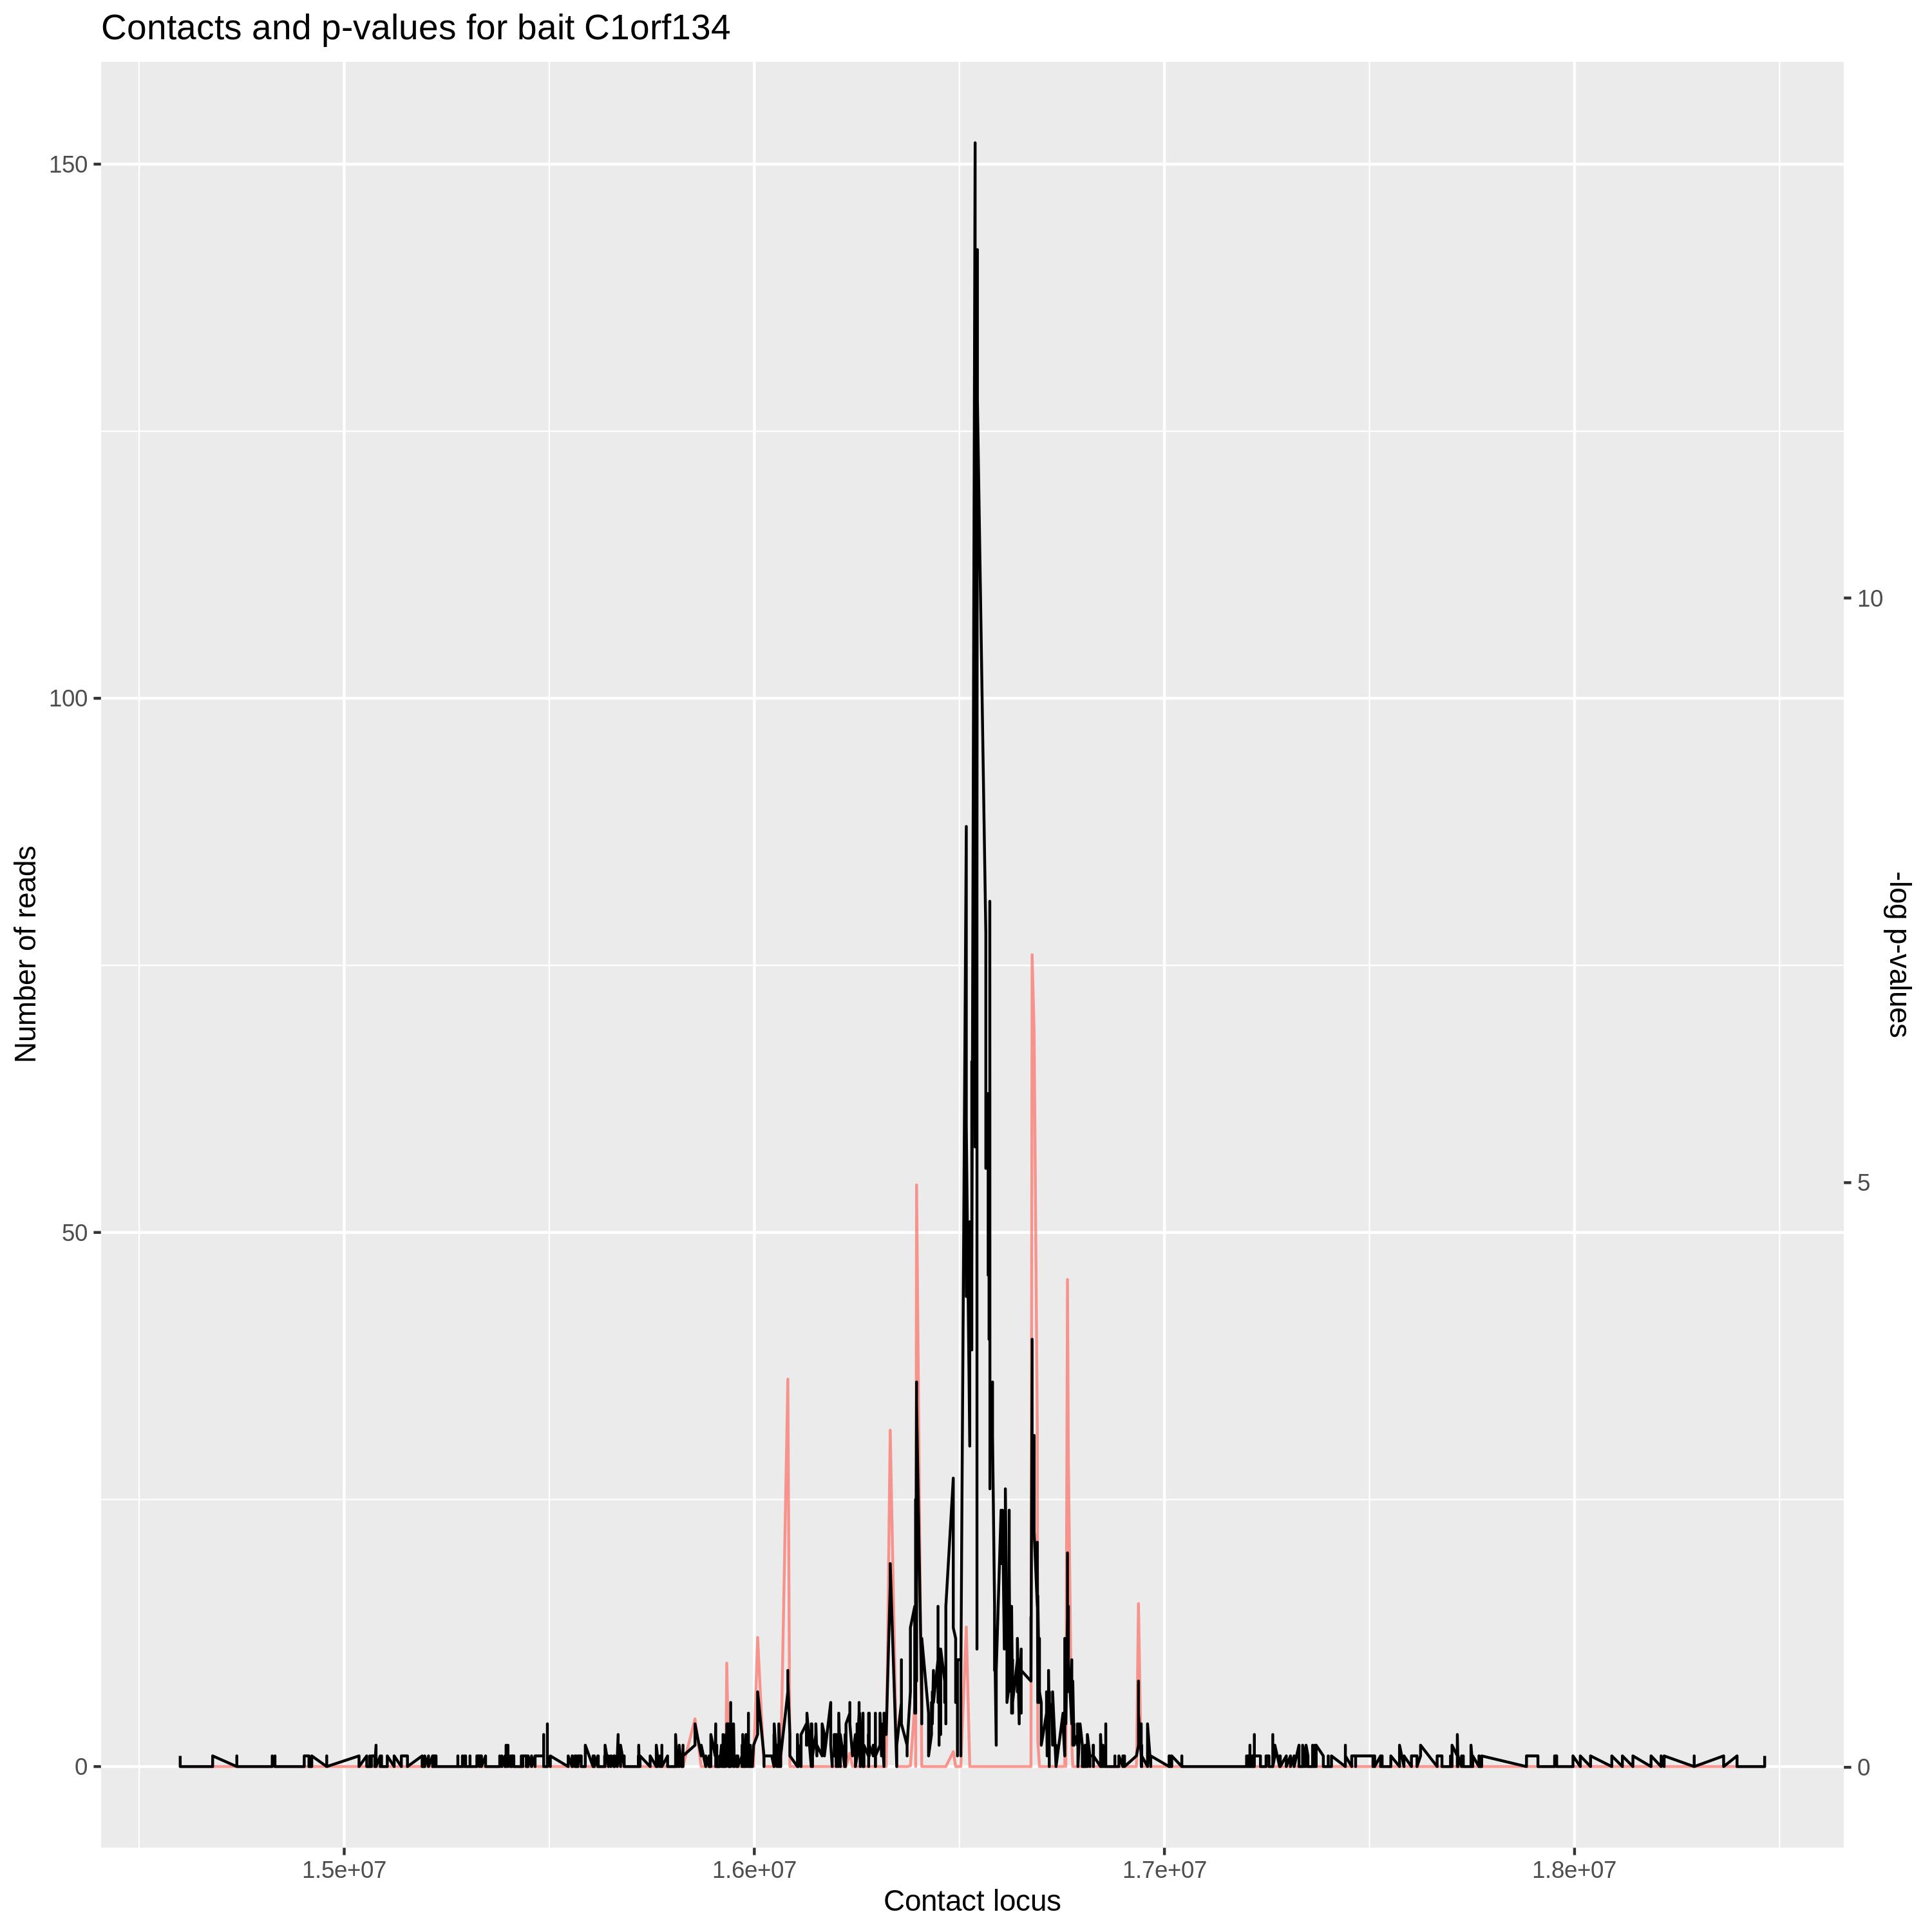 Contacts and p-values for bait C1orf134
150
100
50
0
Number of reads
10
5
0
-log p-values
1.5e+07 1.6e+07 1.7e+07 1.8e+07
Contact locus